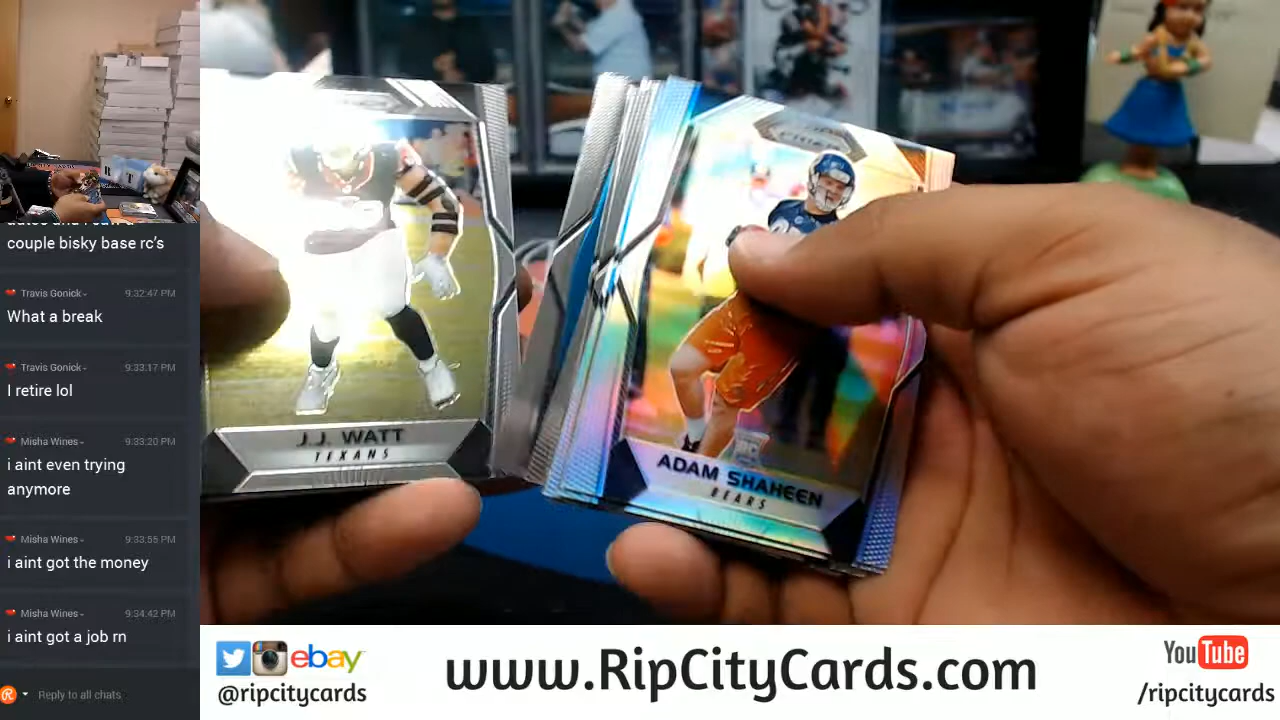 couple bisky base rc's
Travis Gonick
9:32:47 PM
What a break
Travis Gonick
9:33:17 PM
I retire lol
Misha Wines
9:33:20 PM
i aint even trying
anymore
Misha Wines
9:33:55 PM
i aint got the money
Misha Wines
9:34:42 PM
i aint got a job rn
Reply to all chats
J.J. WATT
TEXANS
PRIZM
RC
ADAM SHAHEEN
BEARS
ebay
@ripcitycards
www.RipCityCards.com
YouTube
/ripcitycards